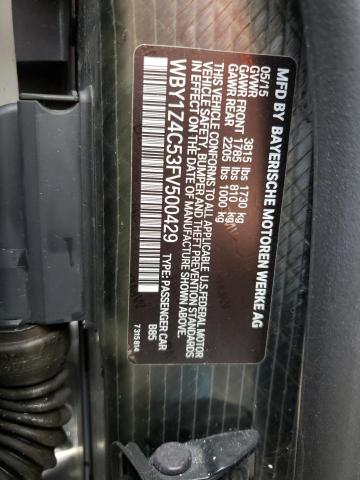 MFD BY BAYERISCHE MOTOREN WERKE AG
05/15
GVWR 3815 lbs 1730 kg
GAWR FRONT 1785 lbs 810 kg
GAWR REAR 2205 lbs 1000 kg
THIS VEHICLE CONFORMS TO ALL APPLICABLE U.S. FEDERAL MOTOR
VEHICLE SAFETY, BUMPER, AND THEFT PREVENTION STANDARDS
IN EFFECT ON THE DATE OF MANUFACTURE SHOWN ABOVE.
WBY1Z4C53FV500429 TYPE: PASSENGER CAR
B85
7315814